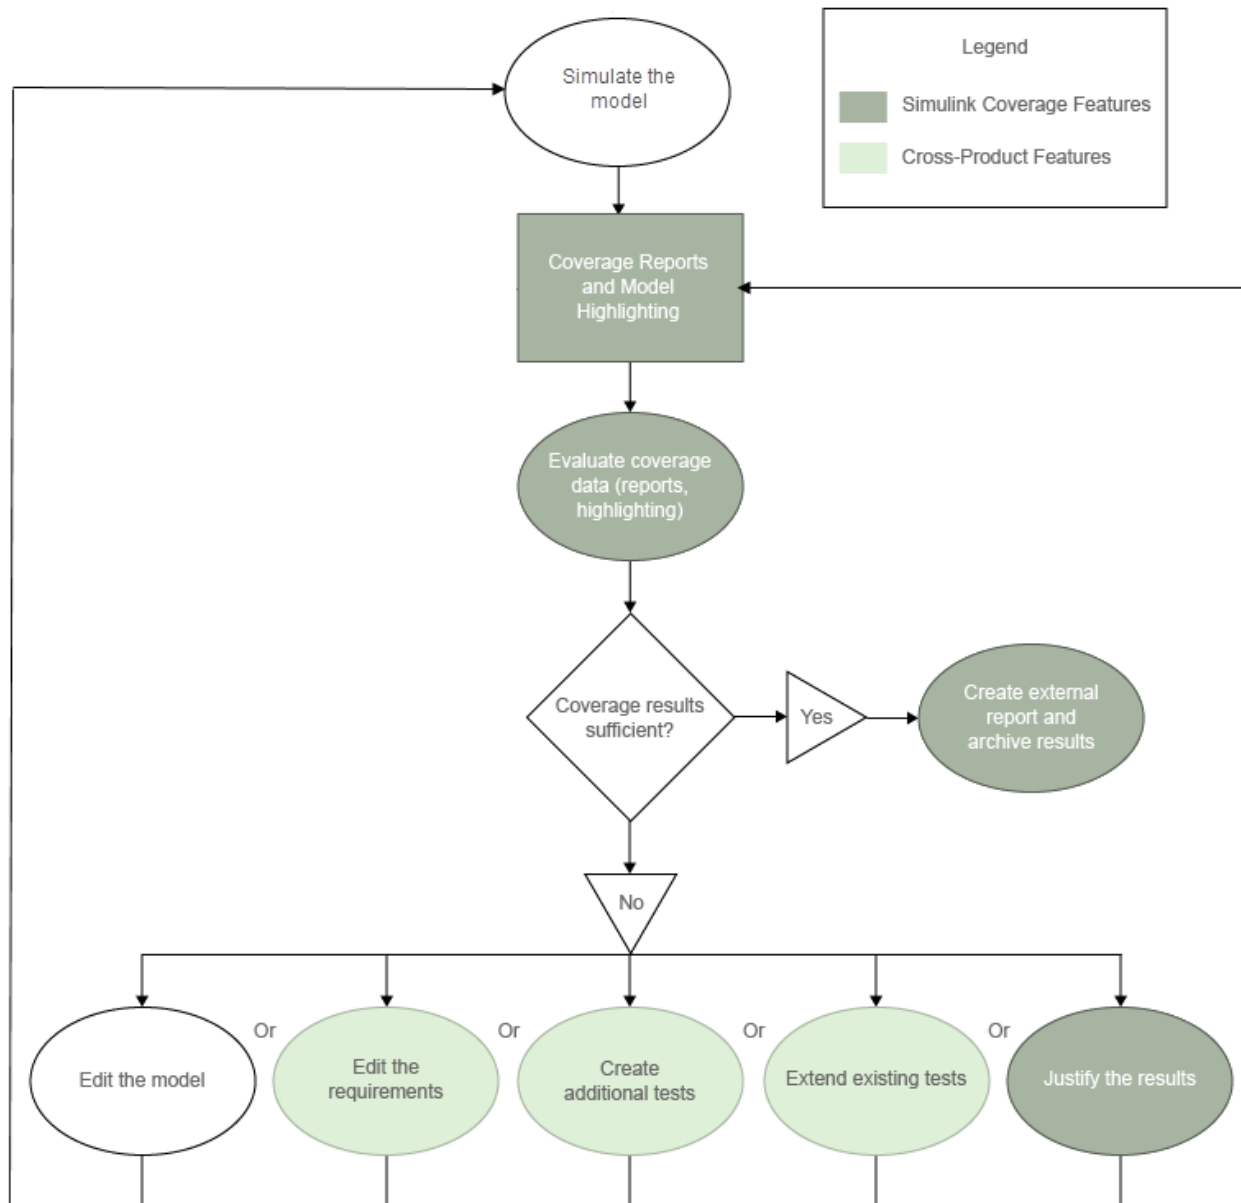 Simulate the
model
Legend
Simulink Coverage Features
Cross-Product Features
Coverage Reports
and Model
Highlighting
Evaluate coverage
data (reports,
highlighting)
Coverage results
sufficient?
Yes
Create external
report and
archive results
No
Edit the model
Or
Edit the
requirements
Or
Create
additional tests
Or
Extend existing tests
Or
Justify the results